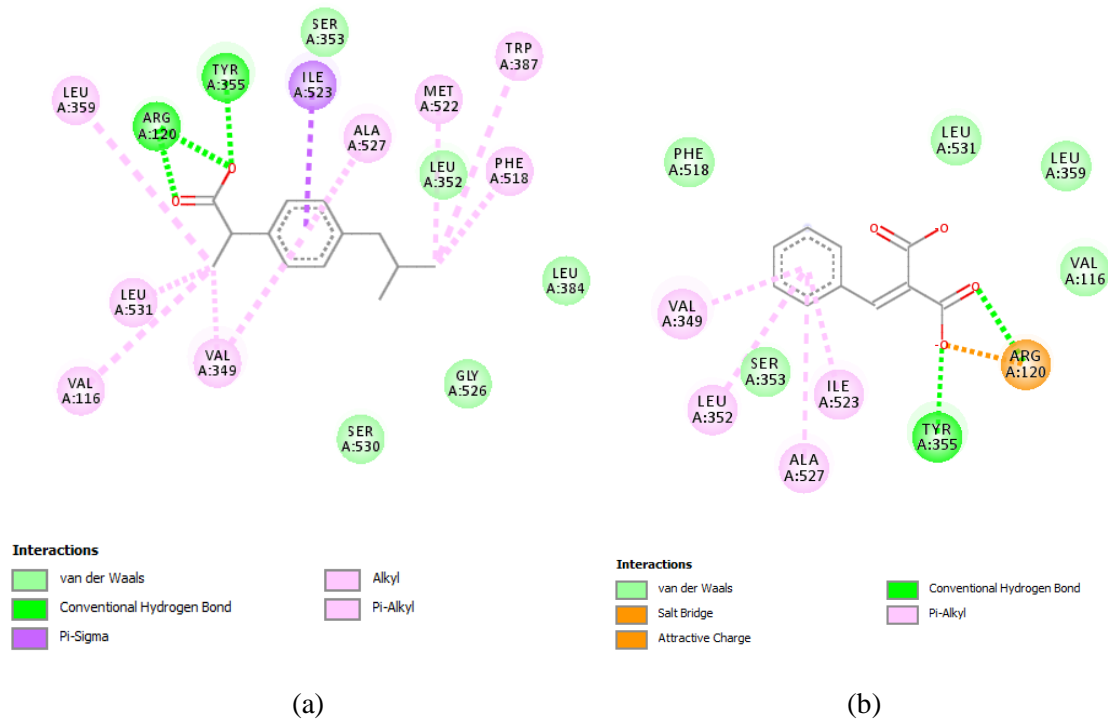 SER
A:353
TYR
A:355
ILE
A:523
TRP
A:387
LEU
A:359
MET
A:522
ARG
A:120
ALA
A:527
LEU
A:352
PHE
A:518
O
O
LEU
A:384
LEU
A:531
VAL
A:349
VAL
A:116
GLY
A:526
SER
A:530
Interactions
van der Waals
Conventional Hydrogen Bond
Pi-Sigma
Alkyl
Pi-Alkyl
(a)
LEU
A:531
PHE
A:518
LEU
A:359
O
-O
VAL
A:116
O
VAL
A:349
-O
ARG
A:120
SER
A:353
ILE
A:523
LEU
A:352
TYR
A:355
ALA
A:527
Interactions
van der Waals
Salt Bridge
Attractive Charge
Conventional Hydrogen Bond
Pi-Alkyl
(b)